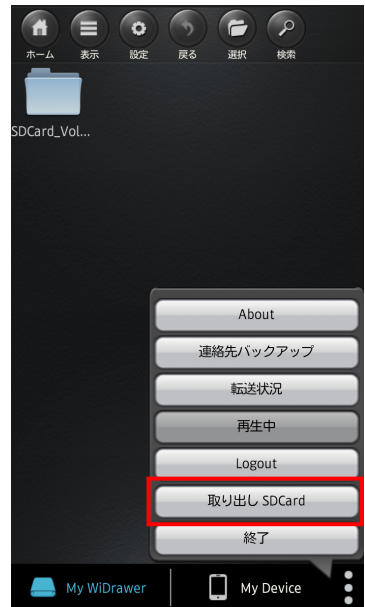 ホーム 表示 設定 戻る 選択 検索
SDCard_Vol...
About
連絡先バックアップ
転送状況
再生中
Logout
取り出し SDCard
終了
My WiDrawer My Device